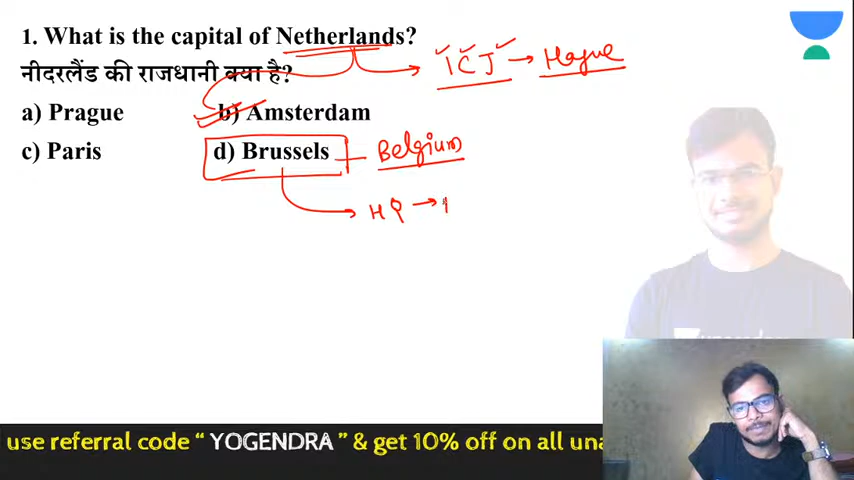 1. What is the capital of Netherlands?
ICJ → Hague
नीदरलैंड की राजधानी क्या है?
a) Prague
b) Amsterdam
c) Paris
d) Brussels
Belgium
HQ →
use referral code “ YOGENDRA ” & get 10% off on all una